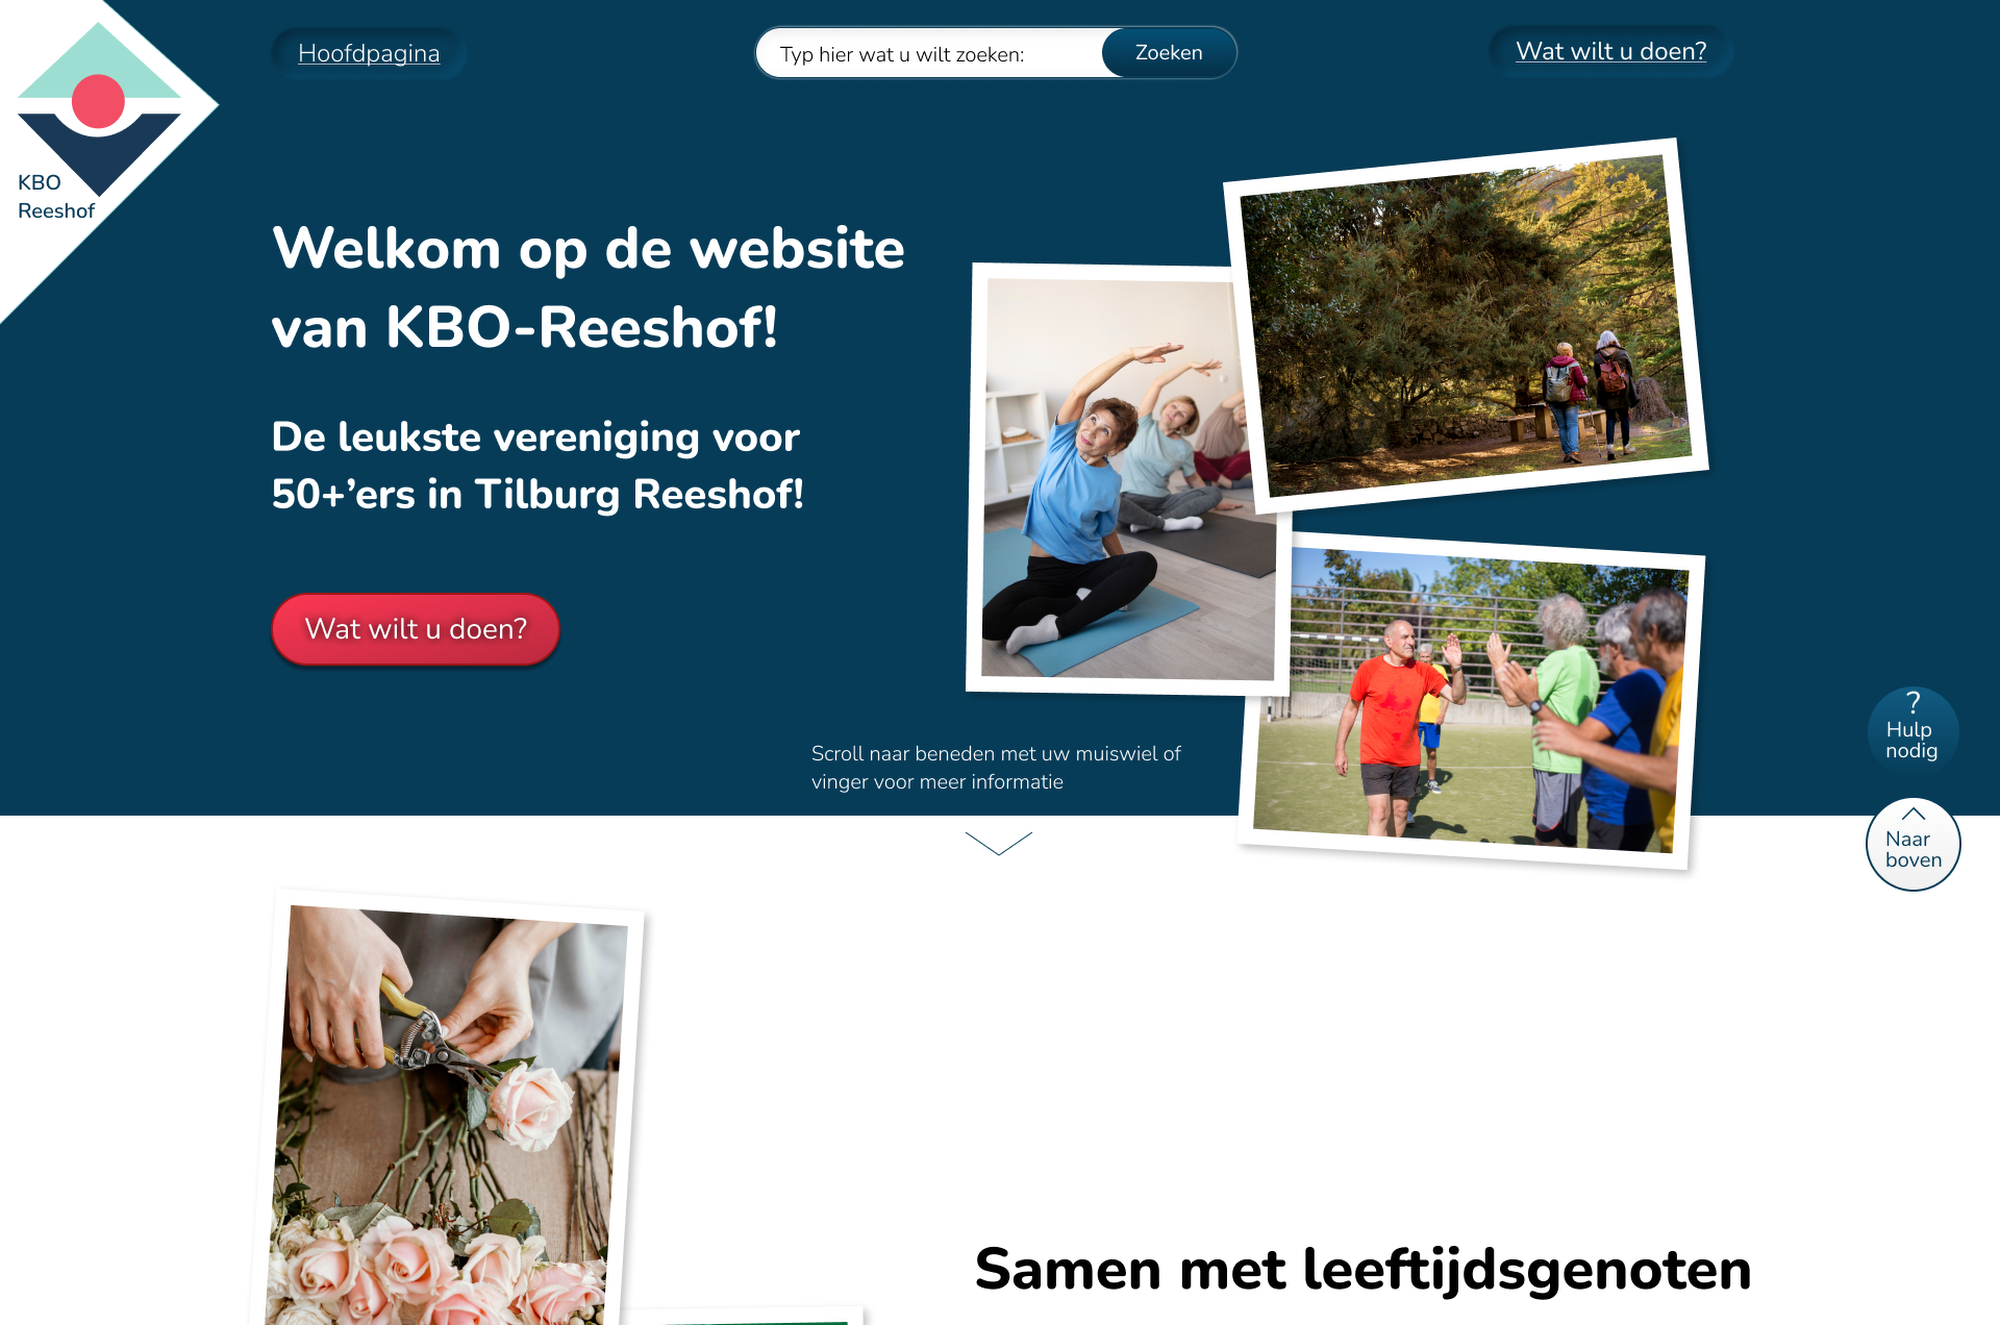 KBO
Reeshof
Hoofdpagina
Typ hier wat u wilt zoeken:
Zoeken
Wat wilt u doen?
Welkom op de website
van KBO-Reeshof!
De leukste vereniging voor
50+’ers in Tilburg Reeshof!
Wat wilt u doen?
Scroll naar beneden met uw muiswiel of
vinger voor meer informatie
?
Hulp
nodig
Naar
boven
Samen met leeftijdsgenoten